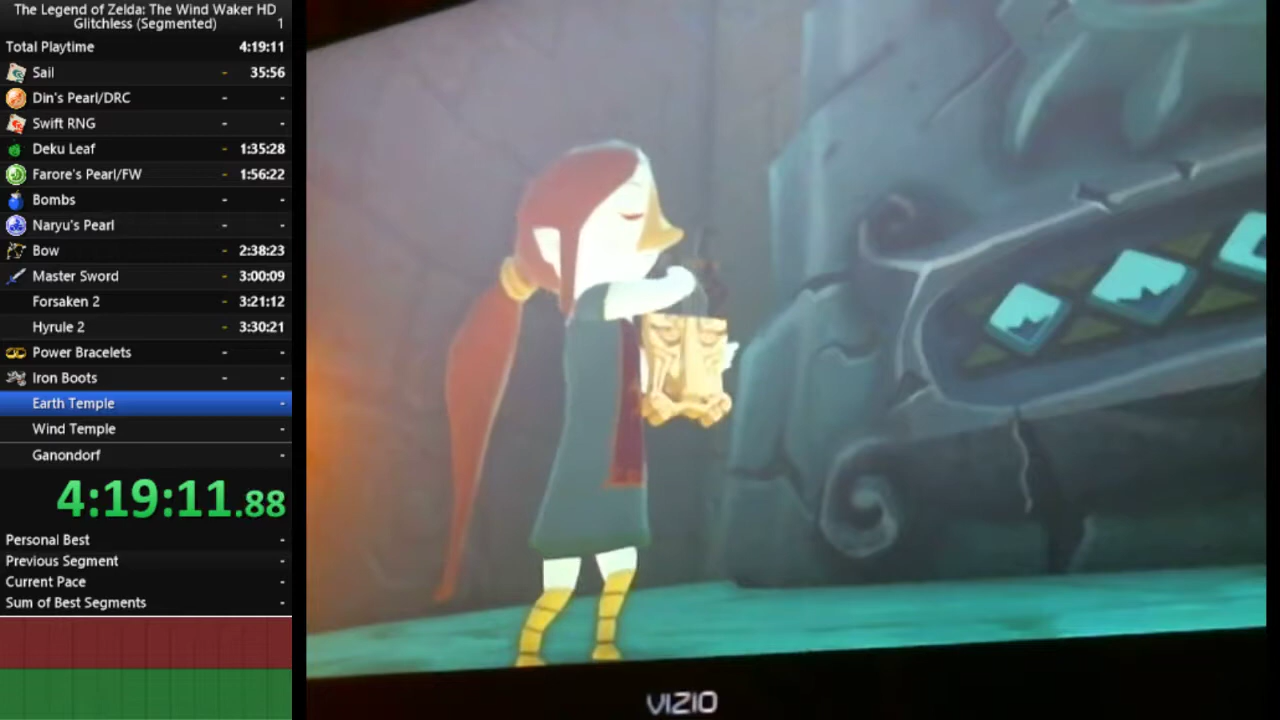 The Legend of Zelda: The Wind Waker HD
Glitchless (Segmented) 1
Total Playtime 4:19:11
Sail - 35:56
Din's Pearl/DRC - -
Swift RNG - -
Deku Leaf - 1:35:28
Farore's Pearl/FW - 1:56:22
Bombs - -
Naryu's Pearl - -
Bow - 2:38:23
Master Sword - 3:00:09
Forsaken 2 - 3:21:12
Hyrule 2 - 3:30:21
Power Bracelets - -
Iron Boots - -
Earth Temple -
Wind Temple -
Ganondorf -
4:19:11.88
Personal Best -
Previous Segment -
Current Pace -
Sum of Best Segments -
VIZIO